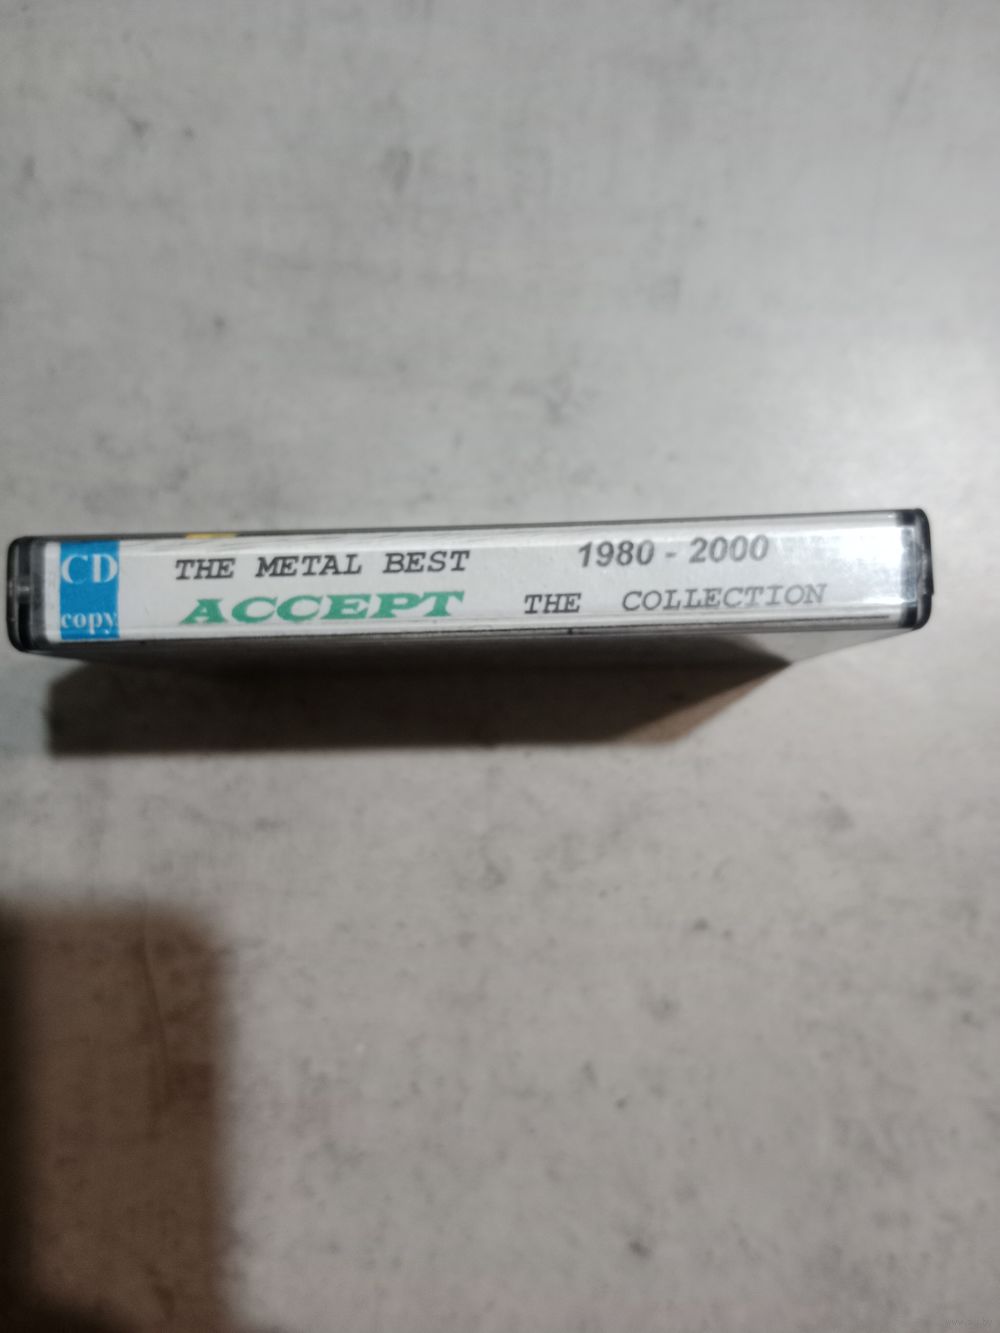 CD
copy
THE METAL BEST 1980 - 2000
ACCEPT THE COLLECTION